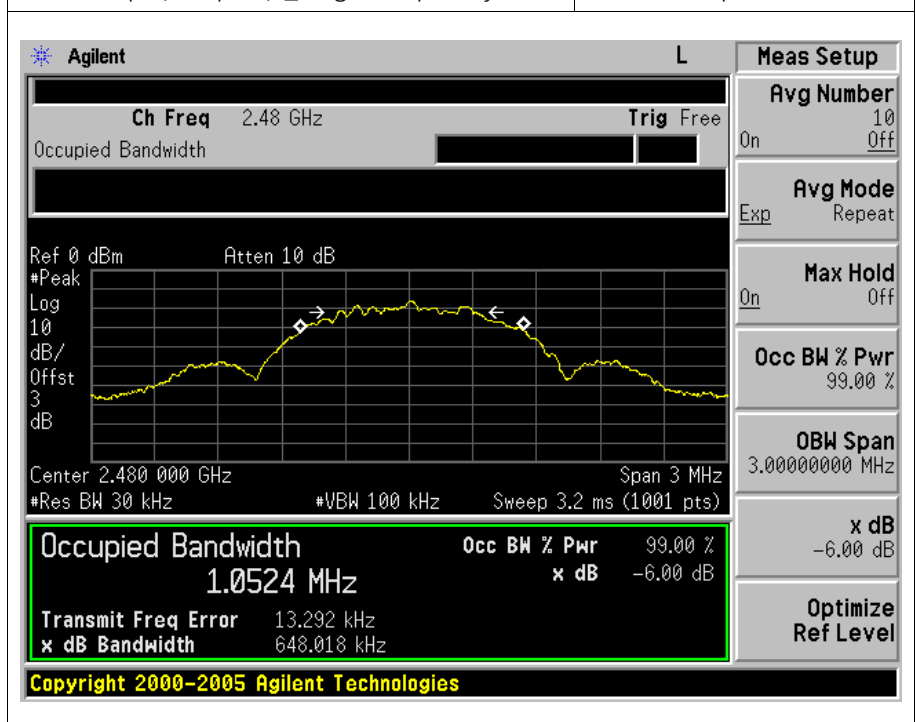 Agilent L
Ch Freq 2.48 GHz Trig Free
Occupied Bandwidth
Ref 0 dBm Atten 10 dB
#Peak
Log
10
dB/
Offst
3
dB
Center 2.480 000 GHz Span 3 MHz
#Res BW 30 kHz #VBW 100 kHz Sweep 3.2 ms (1001 pts)
Occupied Bandwidth Occ BW % Pwr 99.00 %
1.0524 MHz x dB -6.00 dB
Transmit Freq Error 13.292 kHz
x dB Bandwidth 648.018 kHz
Copyright 2000-2005 Agilent Technologies
Meas Setup
Avg Number
10
On Off
Avg Mode
Exp Repeat
Max Hold
On Off
Occ BW % Pwr
99.00 %
OBW Span
3.00000000 MHz
x dB
-6.00 dB
Optimize
Ref Level